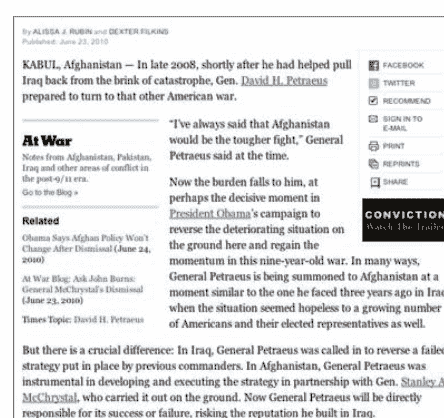 By ALISSA J. RUBIN and DEXTER FILKINS
Published: June 23, 2010
KABUL, Afghanistan — In late 2008, shortly after he had helped pull
Iraq back from the brink of catastrophe, Gen. David H. Petraeus
prepared to turn to that other American war.
FACEBOOK
TWITTER
RECOMMEND
SIGN IN TO
E-MAIL
PRINT
REPRINTS
SHARE
CONVICTION
Watch The Trailer
At War
Notes from Afghanistan, Pakistan,
Iraq and other areas of conflict in
the post-9/11 era.
Go to the Blog »
Related
Obama Says Afghan Policy Won't
Change After Dismissal (June 24,
2010)
At War Blog: Ask John Burns:
General McChrystal's Dismissal
(June 23, 2010)
Times Topic: David H. Petraeus
“I've always said that Afghanistan
would be the tougher fight,” General
Petraeus said at the time.
Now the burden falls to him, at
perhaps the decisive moment in
President Obama's campaign to
reverse the deteriorating situation on
the ground here and regain the
momentum in this nine-year-old war. In many ways,
General Petraeus is being summoned to Afghanistan at a
moment similar to the one he faced three years ago in Iraq
when the situation seemed hopeless to a growing number
of Americans and their elected representatives as well.
But there is a crucial difference: In Iraq, General Petraeus was called in to reverse a failed
strategy put in place by previous commanders. In Afghanistan, General Petraeus was
instrumental in developing and executing the strategy in partnership with Gen. Stanley A
McChrystal, who carried it out on the ground. Now General Petraeus will be directly
responsible for its success or failure, risking the reputation he built in Iraq.